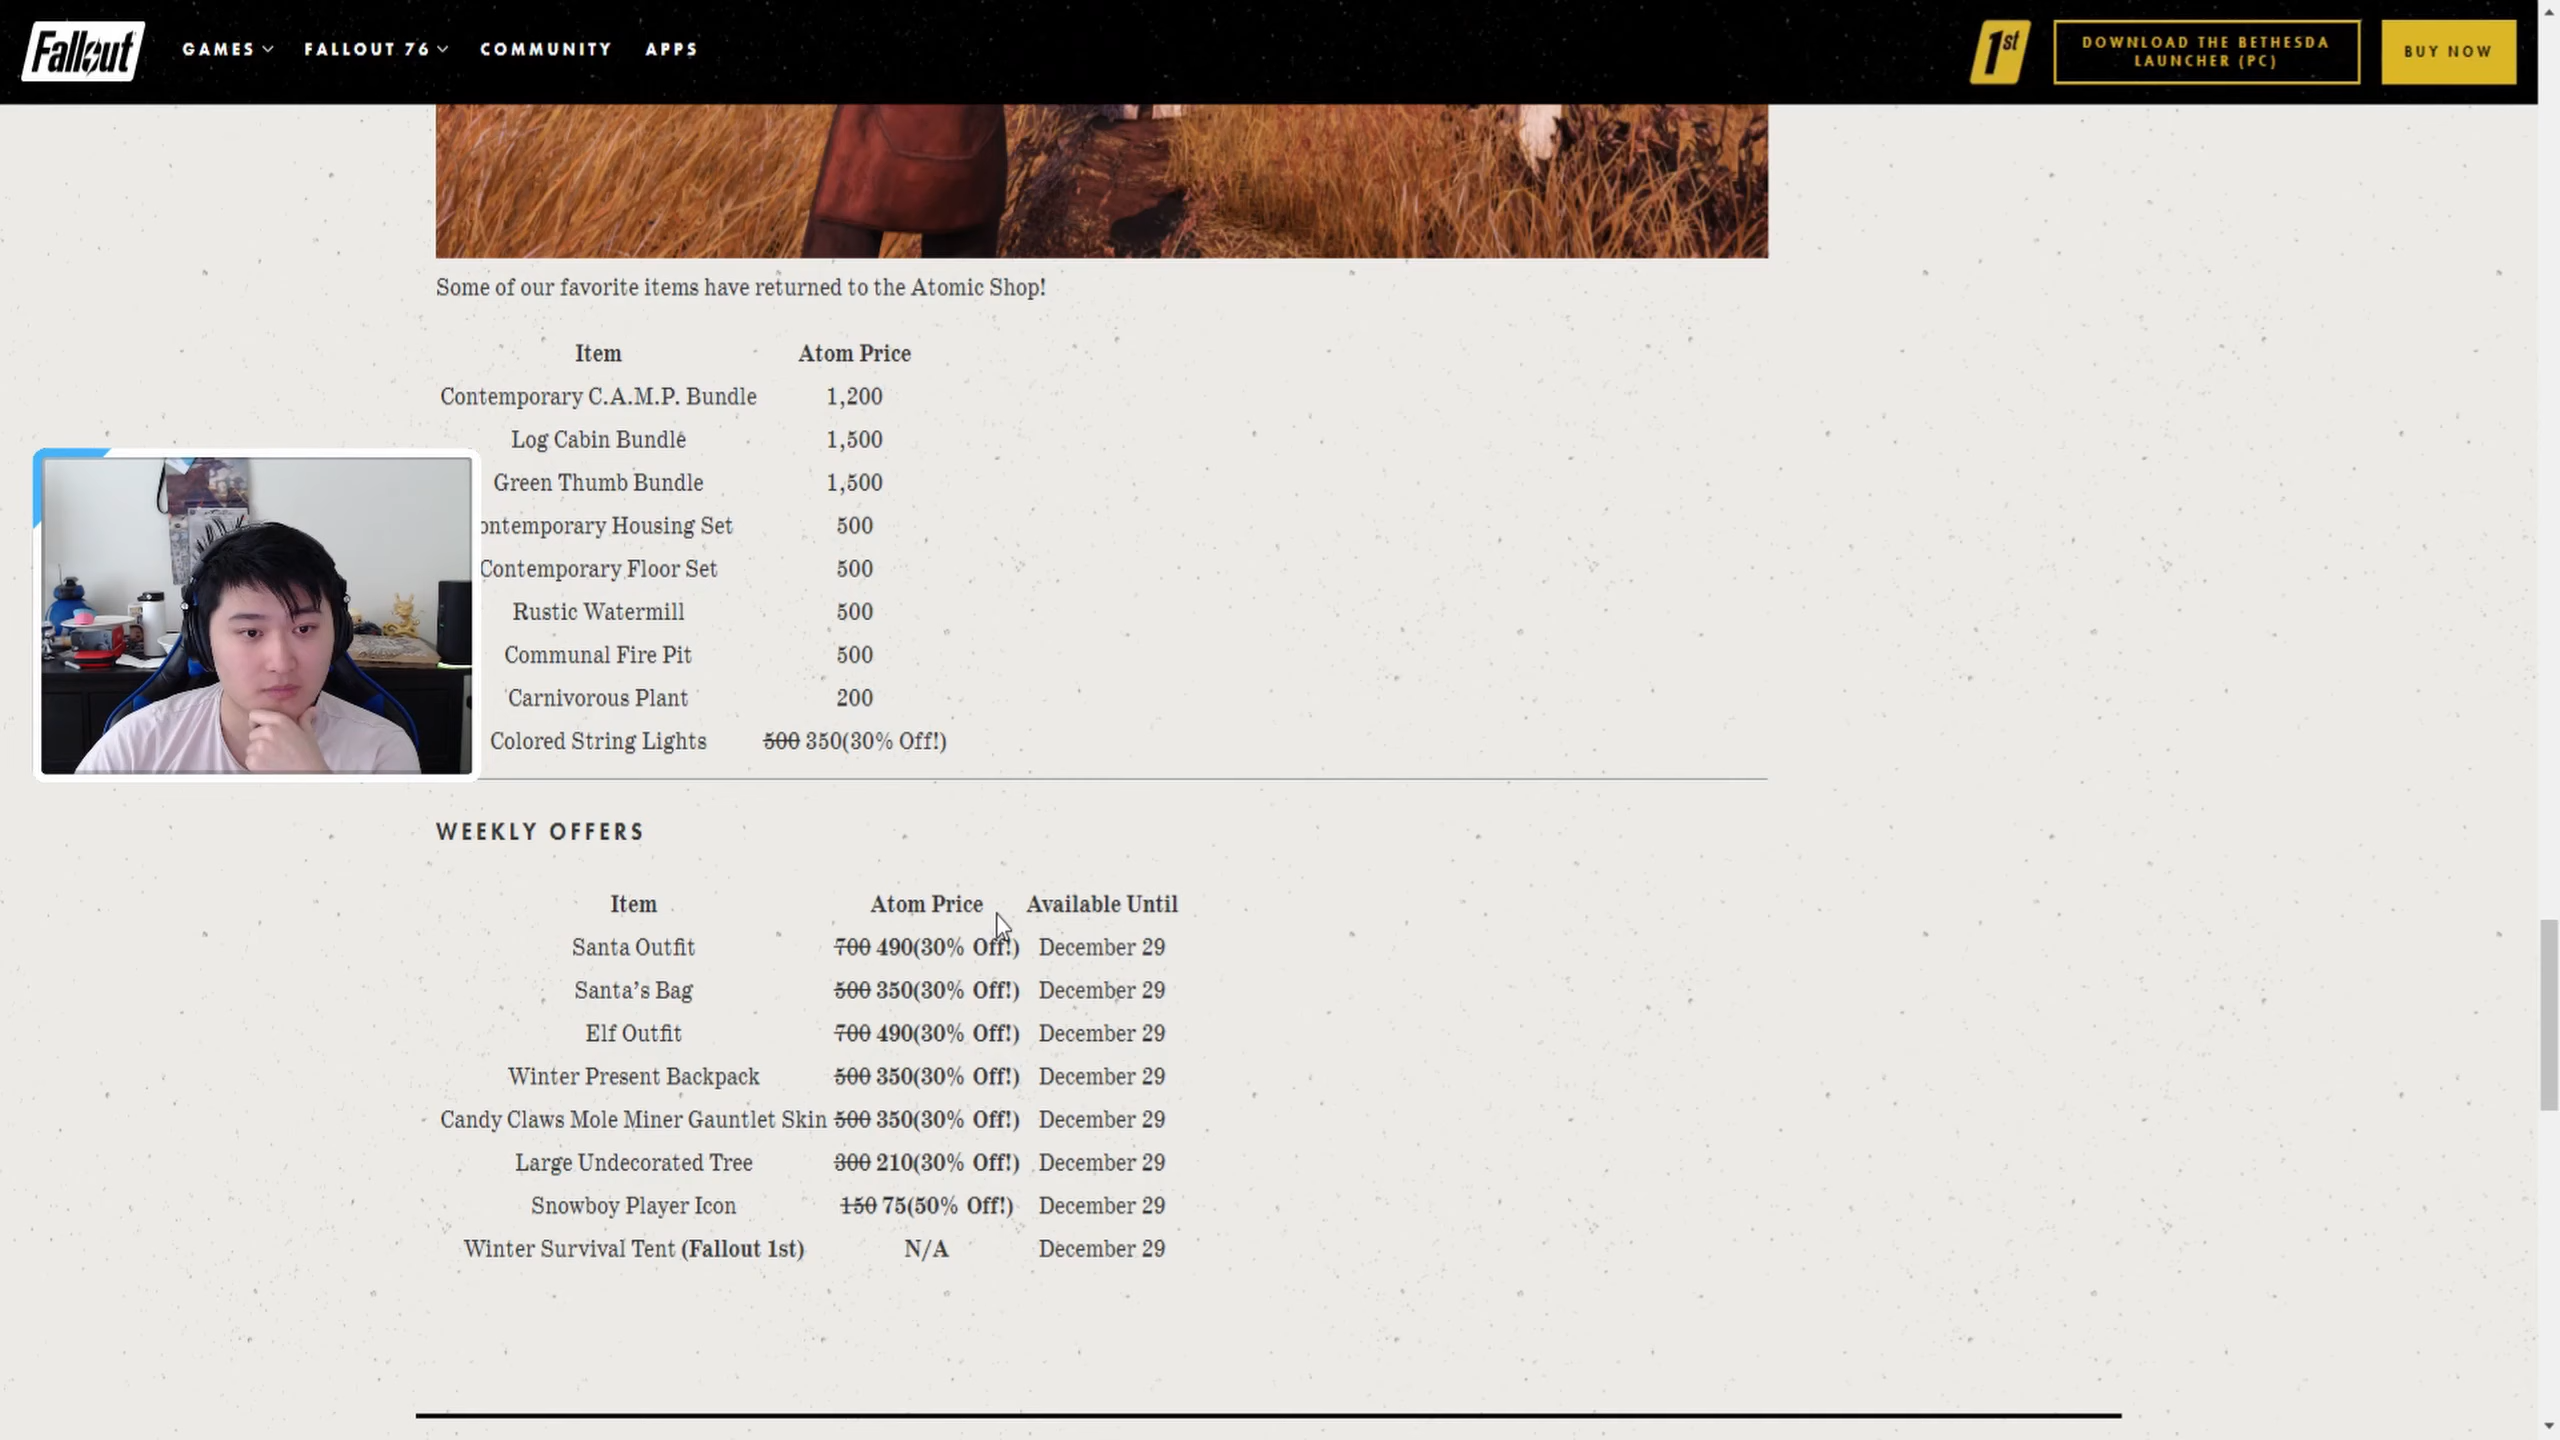 Fallout GAMES FALLOUT 76 COMMUNITY APPS 1st DOWNLOAD THE BETHESDA LAUNCHER (PC) BUY NOW
Some of our favorite items have returned to the Atomic Shop!
Item Atom Price
Contemporary C.A.M.P. Bundle 1,200
Log Cabin Bundle 1,500
Green Thumb Bundle 1,500
ontemporary Housing Set 500
Contemporary Floor Set 500
Rustic Watermill 500
Communal Fire Pit 500
Carnivorous Plant 200
Colored String Lights 500 350(30% Off!)
WEEKLY OFFERS
Item Atom Price Available Until
Santa Outfit 700 490(30% Off!) December 29
Santa’s Bag 500 350(30% Off!) December 29
Elf Outfit 700 490(30% Off!) December 29
Winter Present Backpack 500 350(30% Off!) December 29
Candy Claws Mole Miner Gauntlet Skin 500 350(30% Off!) December 29
Large Undecorated Tree 300 210(30% Off!) December 29
Snowboy Player Icon 150 75(50% Off!) December 29
Winter Survival Tent (Fallout 1st) N/A December 29